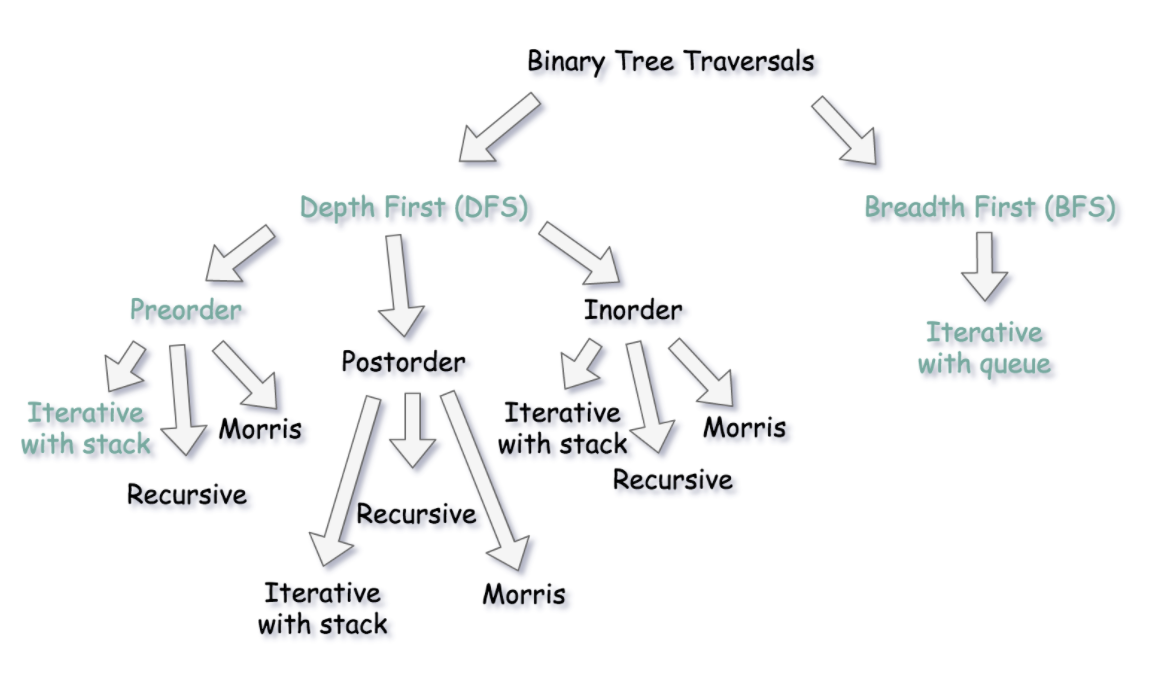 Binary Tree Traversals
Depth First (DFS)
Breadth First (BFS)
Preorder
Inorder
Postorder
Iterative
with queue
Iterative
with stack
Morris
Recursive
Iterative
with stack
Morris
Recursive
Recursive
Iterative
with stack
Morris